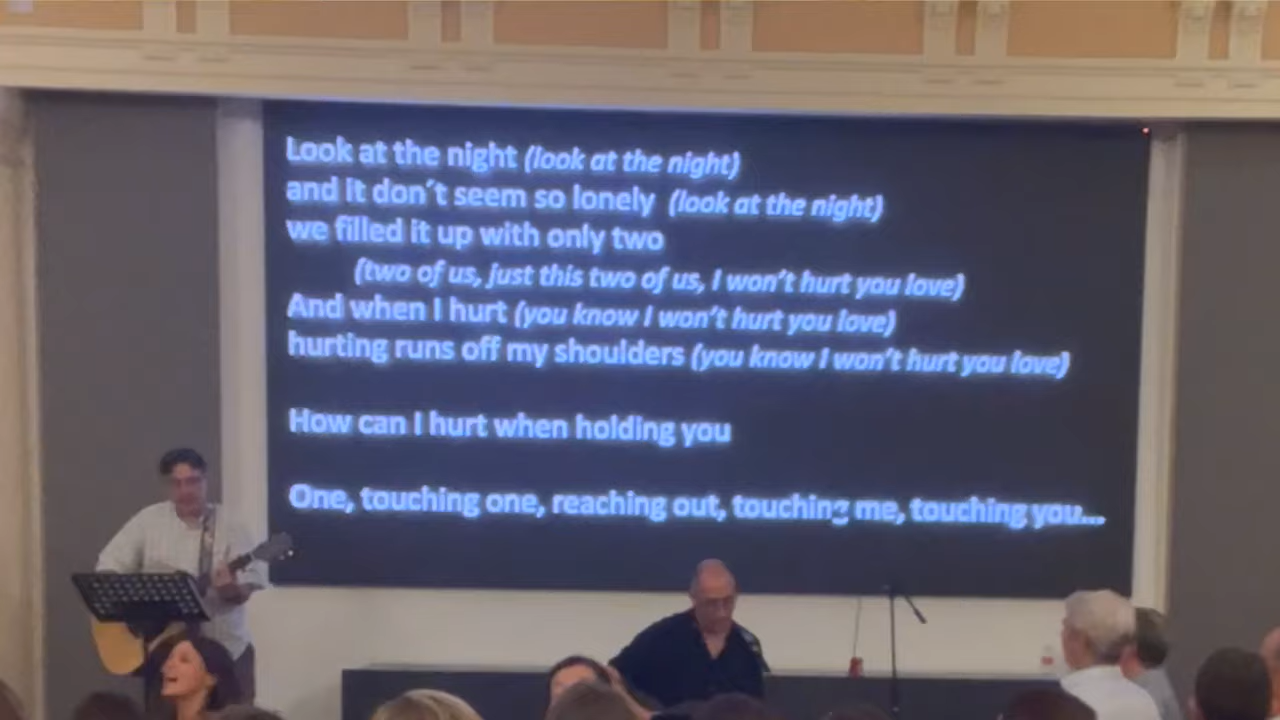 Look at the night (look at the night)
and it don´t seem so lonely (look at the night)
we filled it up with only two
(two of us, just this two of us, I won't hurt you love)
And when I hurt (you know I won't hurt you love)
hurting runs off my shoulders (you know I won't hurt you love)
How can I hurt when holding you
One, touching one, reaching out, touching me, touching you...